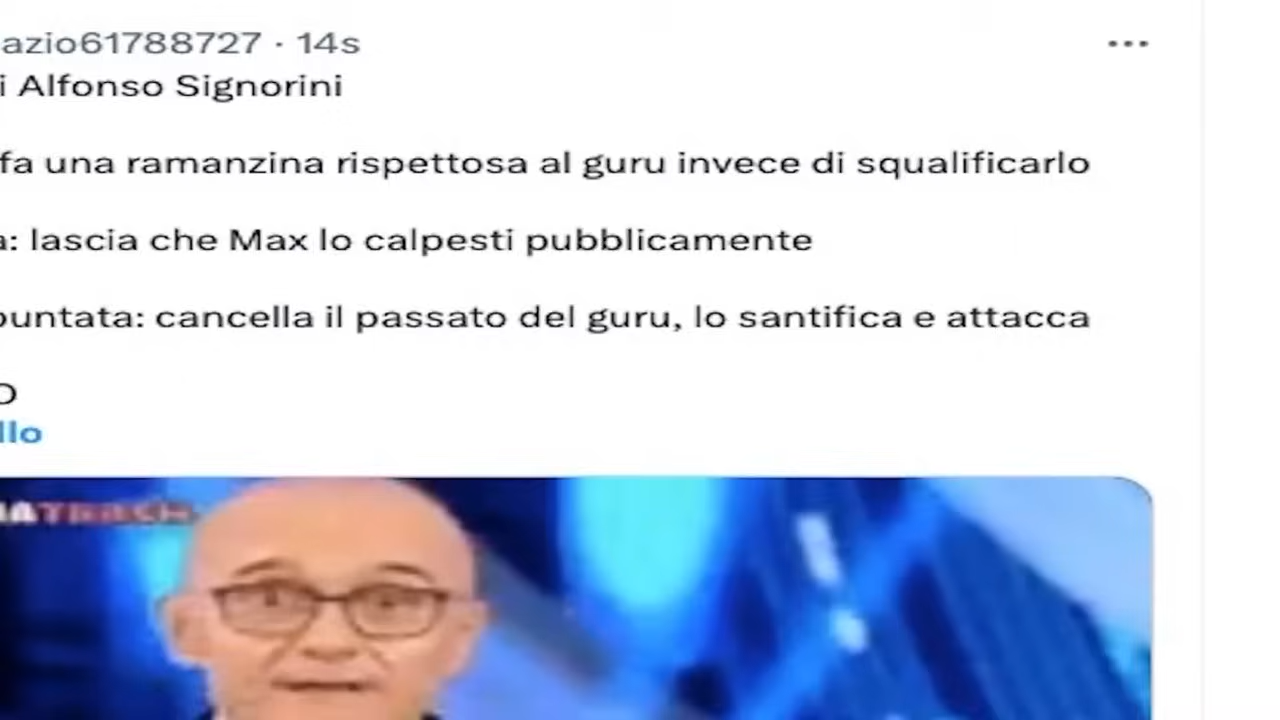 azio61788727 · 14s
i Alfonso Signorini
fa una ramanzina rispettosa al guru invece di squalificarlo
a: lascia che Max lo calpesti pubblicamente
puntata: cancella il passato del guru, lo santifica e attacca
O
llo
ATRASH